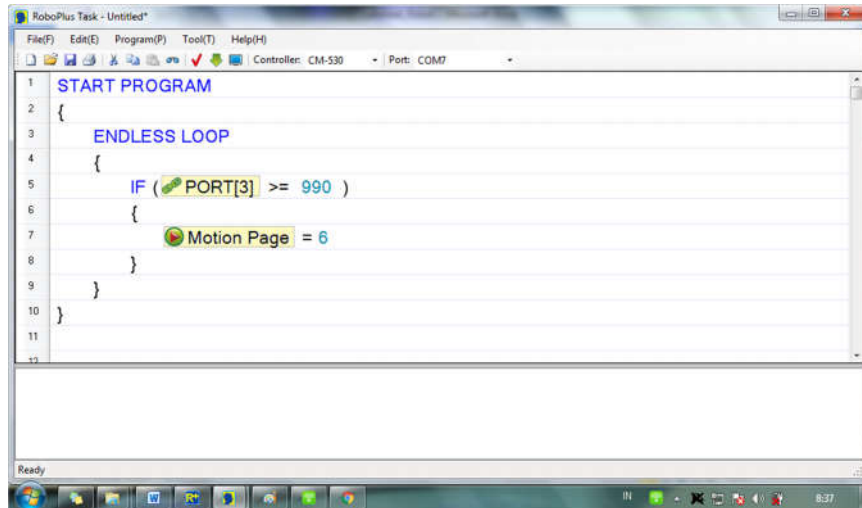 RoboPlus Task - Untitled*
File(F) Edit(E) Program(P) Tool(T) Help(H)
Controller: CM-530 Port: COM7
1 START PROGRAM
2 {
3 ENDLESS LOOP
4 {
5 IF ( PORT[3] >= 990 )
6 {
7 Motion Page = 6
8 }
9 }
10 }
11
12
Ready
IN 8:37